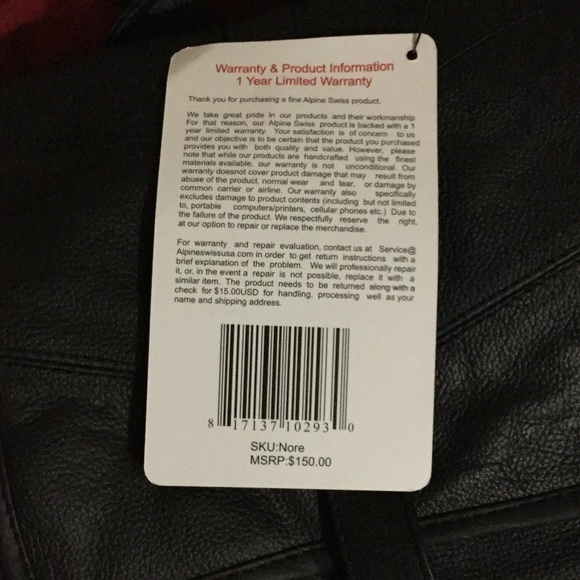 Warranty & Product Information
1 Year Limited Warranty
Thank you for purchasing a fine Alpine Swiss product.
We take great pride in our products and their workmanship.
For that reason, our Alpine Swiss product is backed with a 1
year limited warranty. Your satisfaction is of concern to us
and our objective is to be certain that the product you purchased
provides you with both quality and value. However, please
note that while our products are handcrafted using the finest
materials available, our warranty is not unconditional. Our
warranty doesnot cover product damage that may result from
abuse of the product, normal wear and tear, or damage by
common carrier or airline. Our warranty also specifically
excludes damage to product contents (including but not limited
to, portable computers/printers, cellular phones etc.) Due to
the failure of the product. We respectfully reserve the right,
at our option to repair or replace the merchandise.
For warranty and repair evaluation, contact us at Service@
Alpineswissusa.com in order to get return instructions with a
brief explanation of the problem. We will professionally repair
it, or, in the event a repair is not possible, replace it with a
similar item. The product needs to be returned along with a
check for $15.00USD for handling, processing well as your
name and shipping address.
8 17137 10293 0
SKU:Nore
MSRP:$150.00